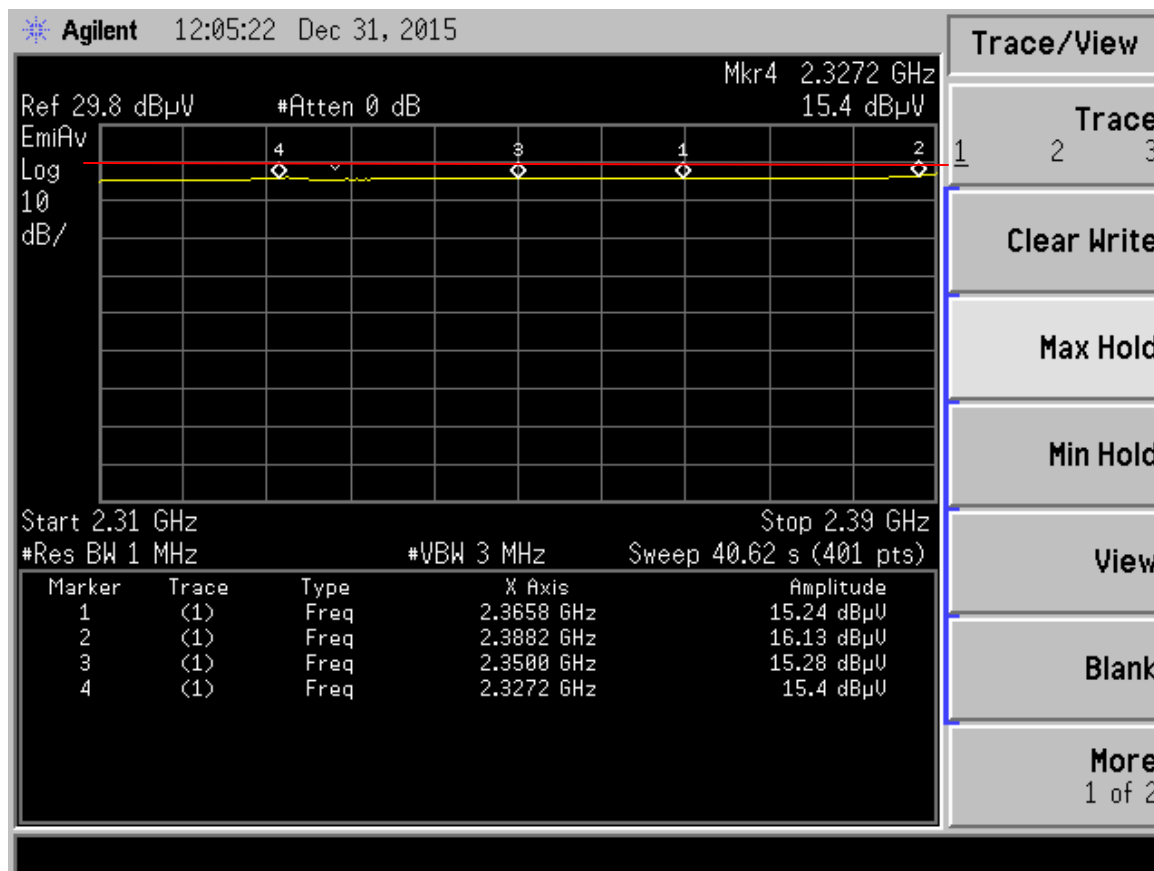 Agilent 12:05:22 Dec 31, 2015
Mkr4 2.3272 GHz
Ref 29.8 dBµV #Atten 0 dB 15.4 dBµV
EmiAv
Log
10
dB/
4 3 1 2
Start 2.31 GHz Stop 2.39 GHz
#Res BW 1 MHz #VBW 3 MHz Sweep 40.62 s (401 pts)
Marker Trace Type X Axis Amplitude
1 (1) Freq 2.3658 GHz 15.24 dBµV
2 (1) Freq 2.3882 GHz 16.13 dBµV
3 (1) Freq 2.3500 GHz 15.28 dBµV
4 (1) Freq 2.3272 GHz 15.4 dBµV
Trace/View
Trace
1 2 3
Clear Write
Max Hold
Min Hold
View
Blank
More
1 of 2